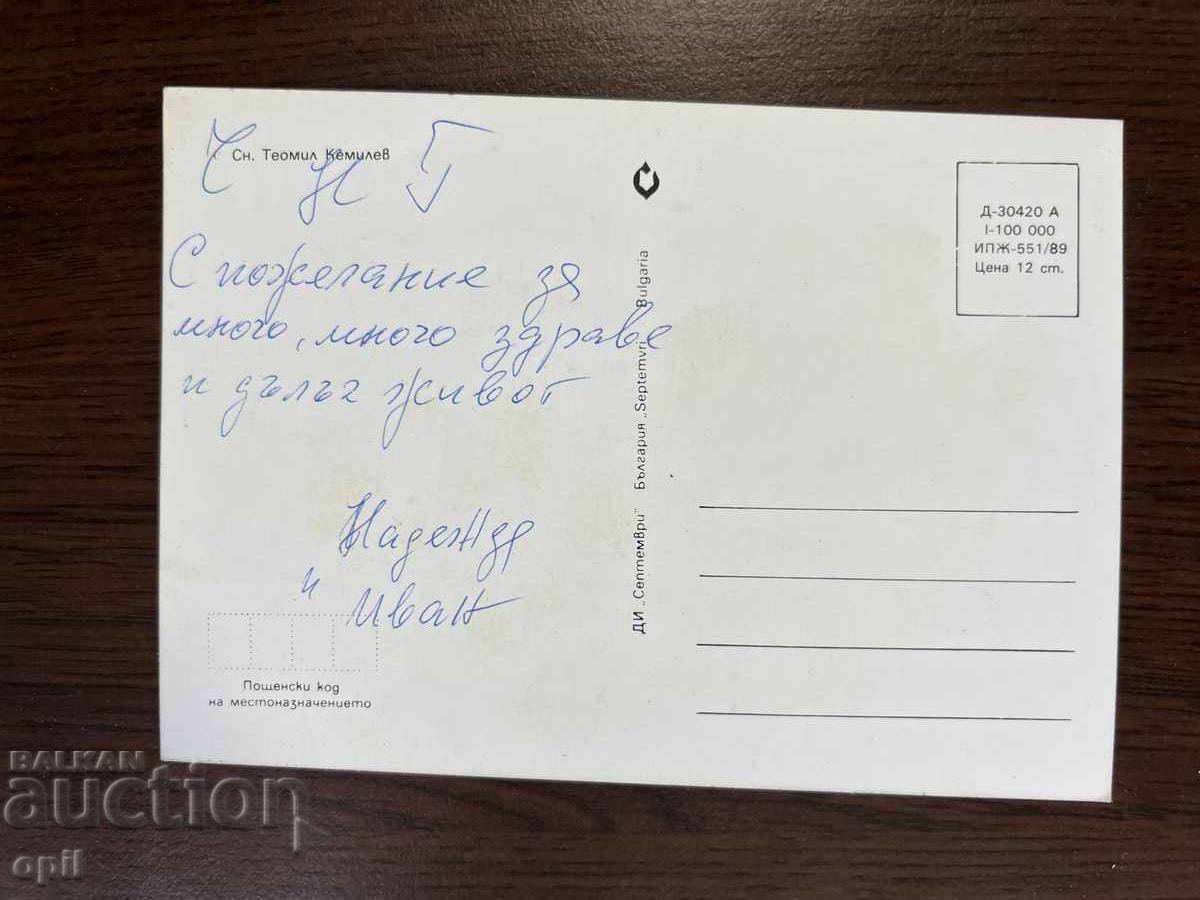 Сн. Теомил Кемилев
Ч Н Г
С пожелание за
много, много здраве
и дълъг живот
Надежда
и Иван
Пощенски код
на местоназначението
ДИ „Септември" България „Septemvri" Bulgaria
Д-30420 А
I-100 000
ИПЖ-551/89
Цена 12 ст.
BALKAN
auction
opil